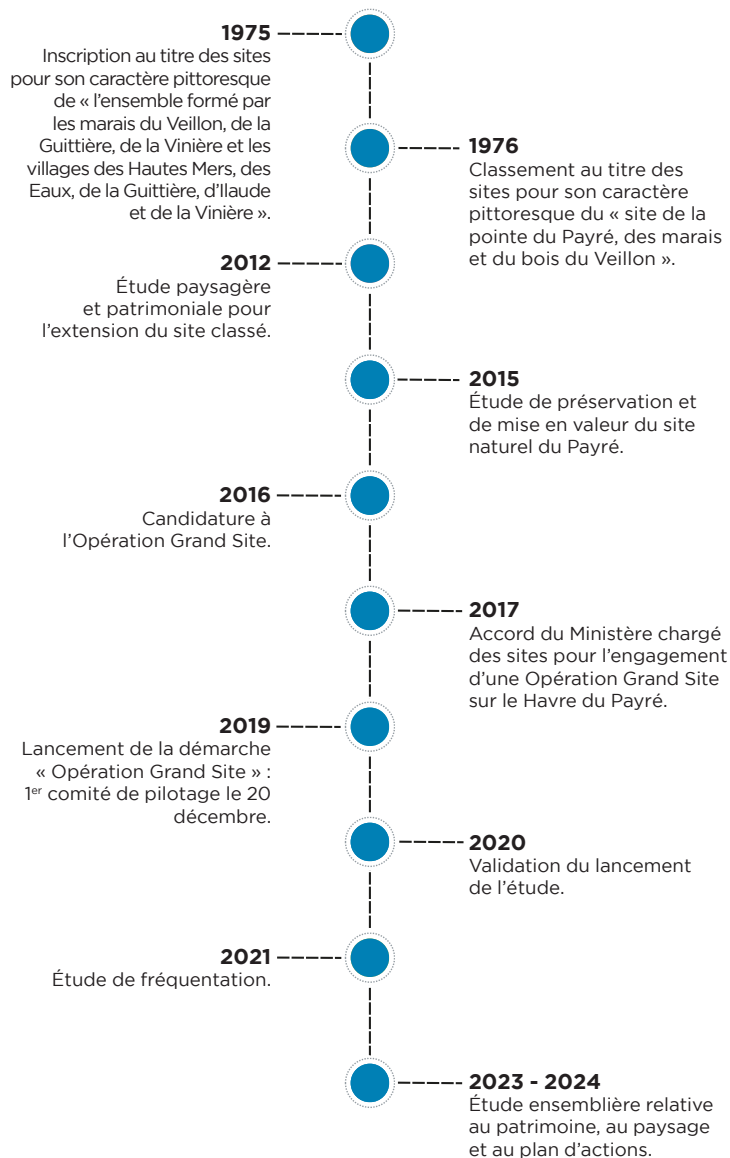 1975
Inscription au titre des sites
pour son caractère pittoresque
de « l’ensemble formé par
les marais du Veillon, de la
Guittière, de la Vinière et les
villages des Hautes Mers, des
Eaux, de la Guittière, d’Ilaude
et de la Vinière ».
1976
Classement au titre des
sites pour son caractère
pittoresque du « site de la
pointe du Payré, des marais
et du bois du Veillon ».
2012
Étude paysagère
et patrimoniale pour
l’extension du site classé.
2015
Étude de préservation et
de mise en valeur du site
naturel du Payré.
2016
Candidature à
l’Opération Grand Site.
2017
Accord du Ministère chargé
des sites pour l’engagement
d’une Opération Grand Site
sur le Havre du Payré.
2019
Lancement de la démarche
« Opération Grand Site » :
1er comité de pilotage le 20
décembre.
2020
Validation du lancement
de l’étude.
2021
Étude de fréquentation.
2023 - 2024
Étude ensemblière relative
au patrimoine, au paysage
et au plan d’actions.